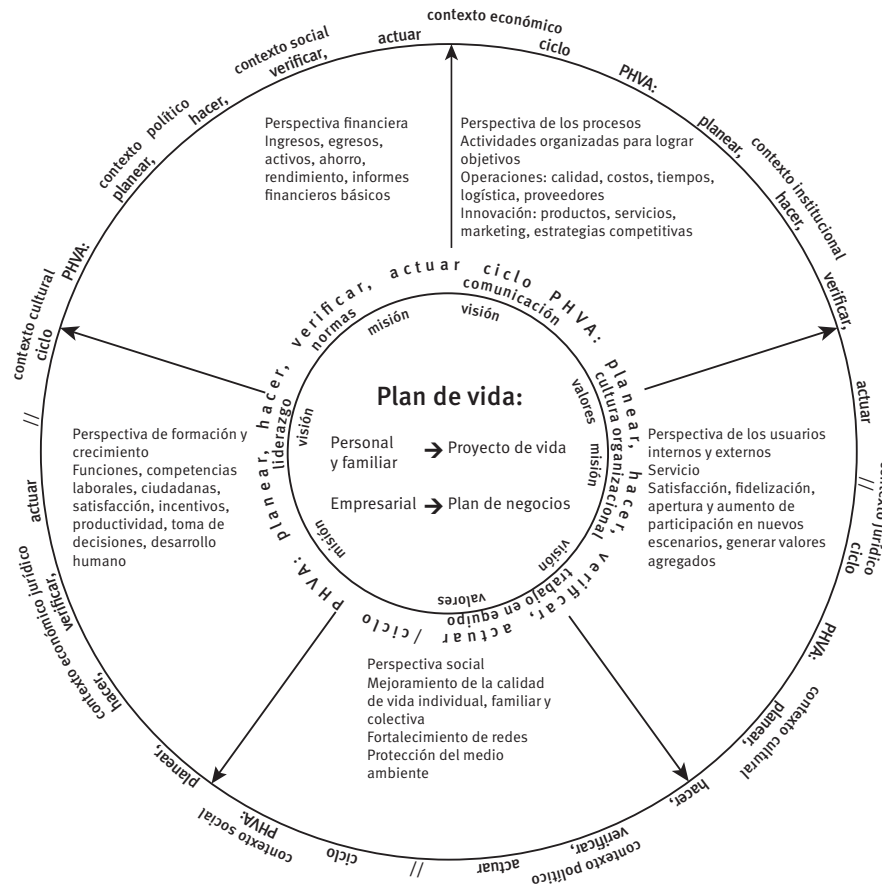 contexto económico
ciclo
PHVA:
planear,
contexto institucional
hacer,
verificar,
actuar
//
contexto jurídico
ciclo
PHVA:
contexto cultural
planear,
hacer,
contexto político
verificar,
actuar
//
ciclo
contexto social
PHVA:
planear,
hacer,
contexto económico jurídico
verificar,
actuar
//
contexto cultural
ciclo
PHVA:
contexto político
planear,
hacer,
contexto social
verificar,
actuar
Perspectiva financiera
Ingresos, egresos,
activos, ahorro,
rendimiento, informes
financieros básicos
Perspectiva de los procesos
Actividades organizadas para lograr
objetivos
Operaciones: calidad, costos, tiempos,
logística, proveedores
Innovación: productos, servicios,
marketing, estrategias competitivas
Perspectiva de formación y
crecimiento
Funciones, competencias
laborales, ciudadanas,
satisfacción, incentivos,
productividad, toma de
decisiones, desarrollo
humano
Perspectiva de los usuarios
internos y externos
Servicio
Satisfacción, fidelización,
apertura y aumento de
participación en nuevos
escenarios, generar valores
agregados
Perspectiva social
Mejoramiento de la calidad
de vida individual, familiar y
colectiva
Fortalecimiento de redes
Protección del medio
ambiente
ciclo PHVA: planear, hacer, verificar, actuar
/ciclo PHVA: planear, hacer, verificar, actuar
comunicación
cultura organizacional
trabajo en equipo
liderazgo
normas
misión
visión
valores
misión
visión
valores
misión
visión
Plan de vida:
Personal
y familiar
➔ Proyecto de vida
Empresarial ➔ Plan de negocios